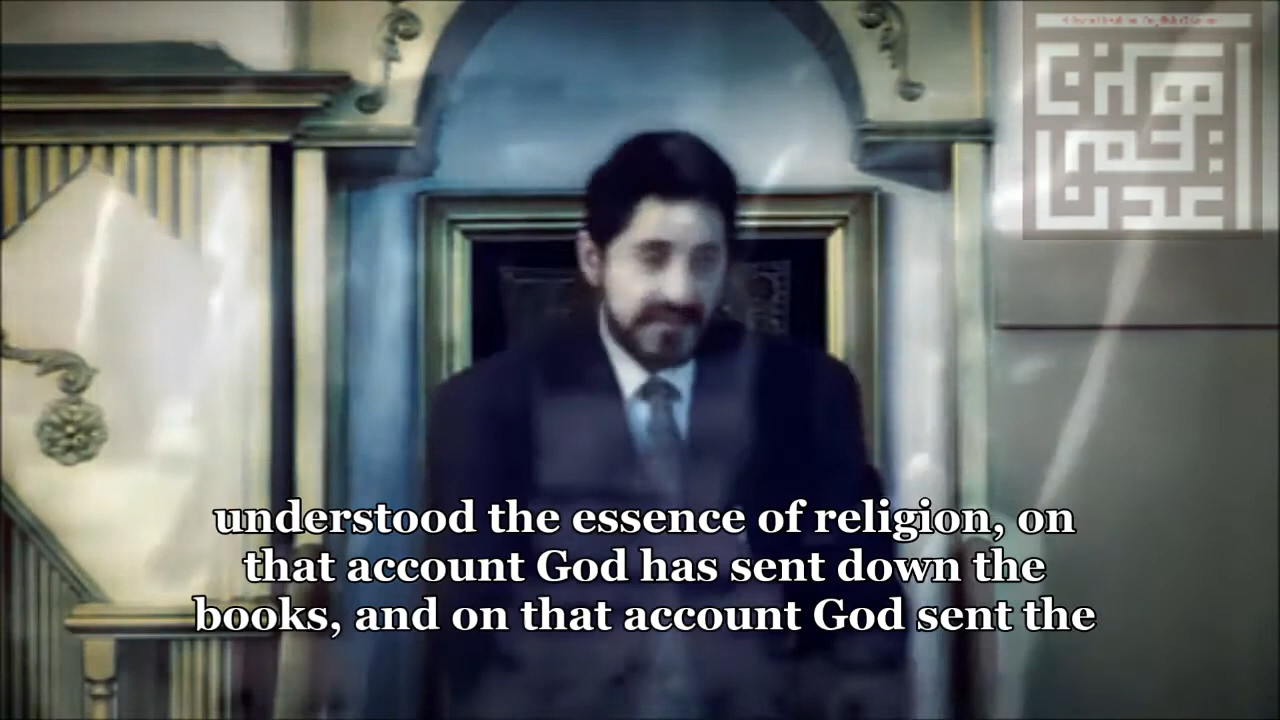 understood the essence of religion, on
that account God has sent down the
books, and on that account God sent the